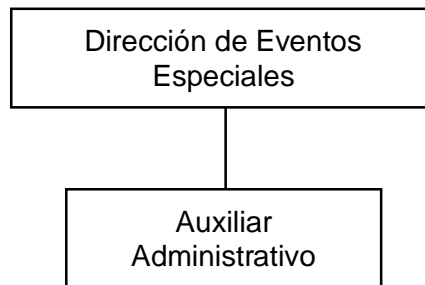 Dirección de Eventos
Especiales
Auxiliar
Administrativo